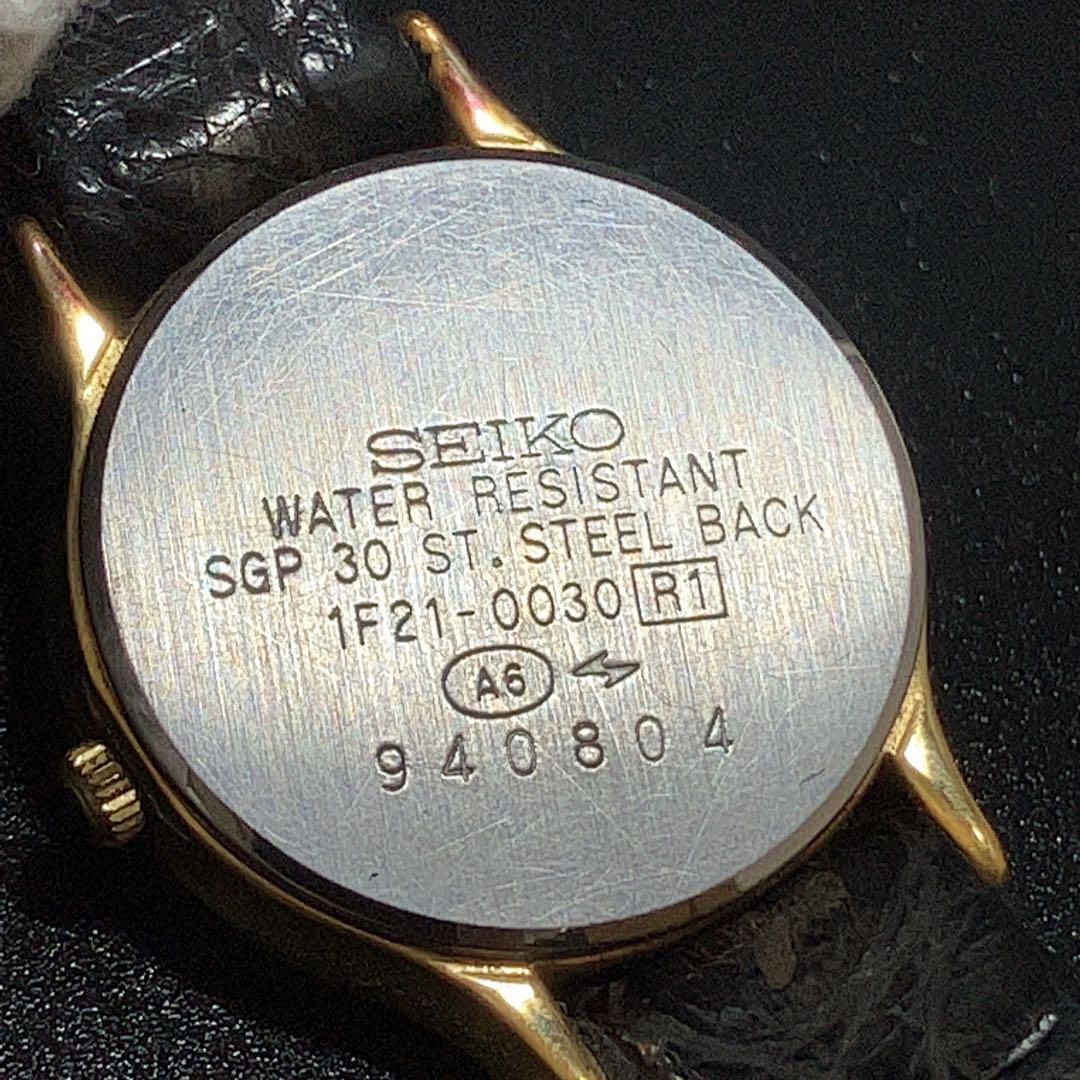 SEIKO
WATER RESISTANT
SGP 30 ST. STEEL BACK
1F21-0030 R1
A6
940804